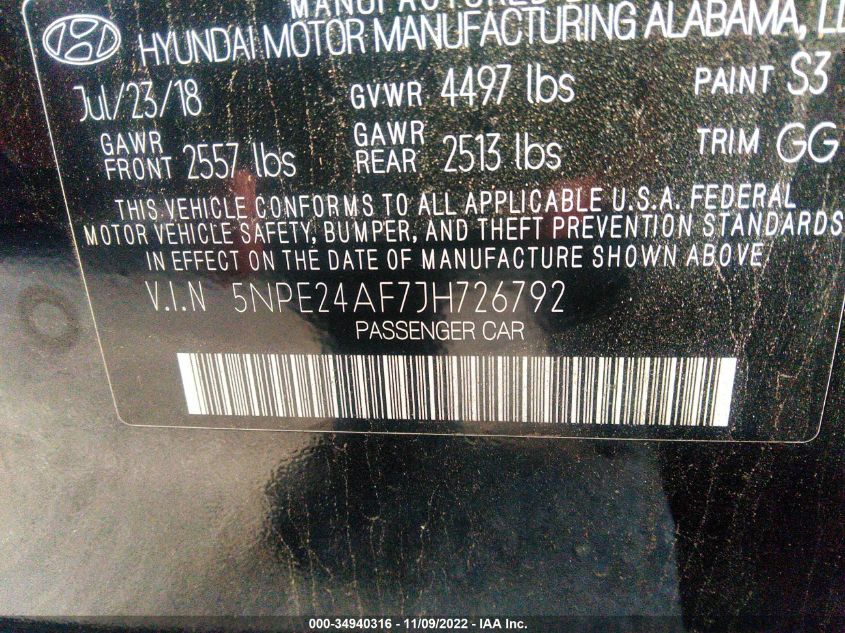 MANUFACTURED B
HYUNDAI MOTOR MANUFACTURING ALABAMA, LL
Jul/23/18 GVWR 4497 lbs PAINT S3
GAWR FRONT 2557 lbs GAWR REAR 2513 lbs TRIM GG
THIS VEHICLE CONFORMS TO ALL APPLICABLE U.S.A. FEDERAL
MOTOR VEHICLE SAFETY, BUMPER, AND THEFT PREVENTION STANDARDS
IN EFFECT ON THE DATE OF MANUFACTURE SHOWN ABOVE
V.I.N 5NPE24AF7JH726792
PASSENGER CAR
000-34940316 - 11/09/2022 - IAA Inc.